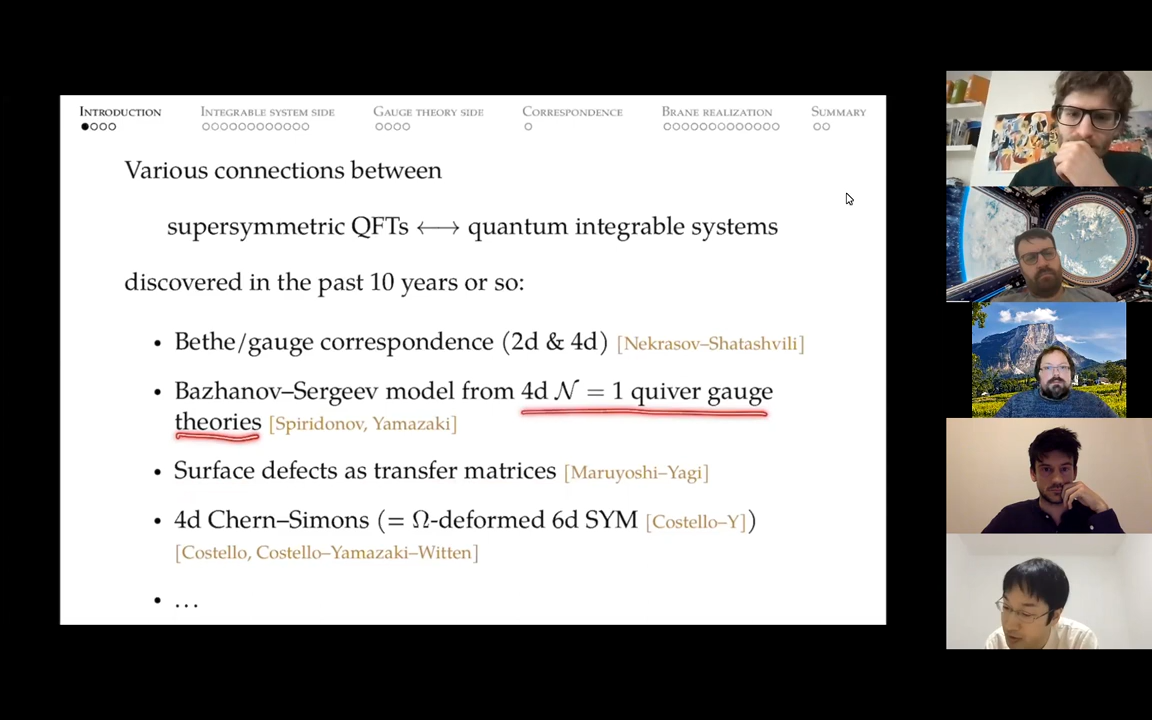 INTRODUCTION INTEGRABLE SYSTEM SIDE GAUGE THEORY SIDE CORRESPONDENCE BRANE REALIZATION SUMMARY
Various connections between
supersymmetric QFTs ⟷ quantum integrable systems
discovered in the past 10 years or so:
• Bethe/gauge correspondence (2d & 4d) [Nekrasov–Shatashvili]
• Bazhanov–Sergeev model from 4d 𝒩 = 1 quiver gauge
theories [Spiridonov, Yamazaki]
• Surface defects as transfer matrices [Maruyoshi–Yagi]
• 4d Chern–Simons (= Ω-deformed 6d SYM [Costello–Y])
[Costello, Costello–Yamazaki–Witten]
• ...